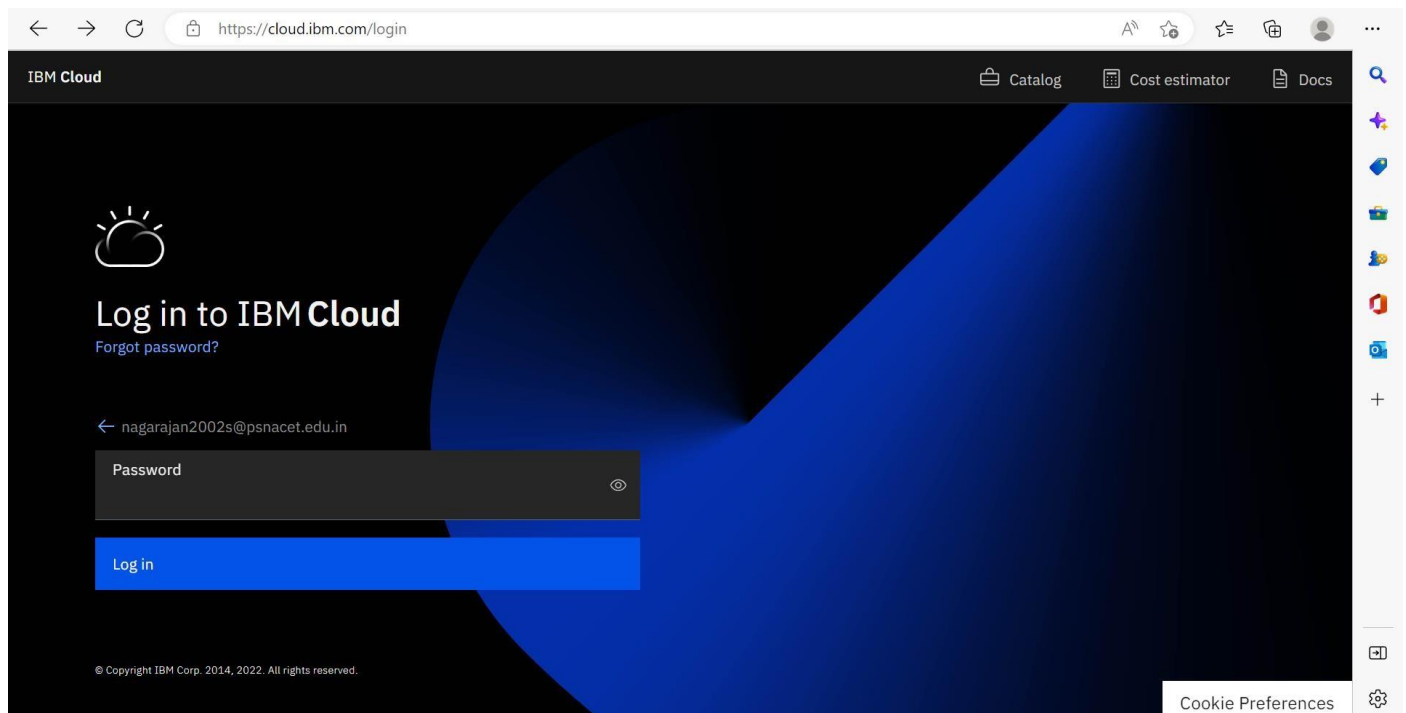 https://cloud.ibm.com/login
IBM Cloud
Catalog
Cost estimator
Docs
Log in to IBM Cloud
Forgot password?
nagarajan2002s@psnacet.edu.in
Password
Log in
© Copyright IBM Corp. 2014, 2022. All rights reserved.
Cookie Preferences